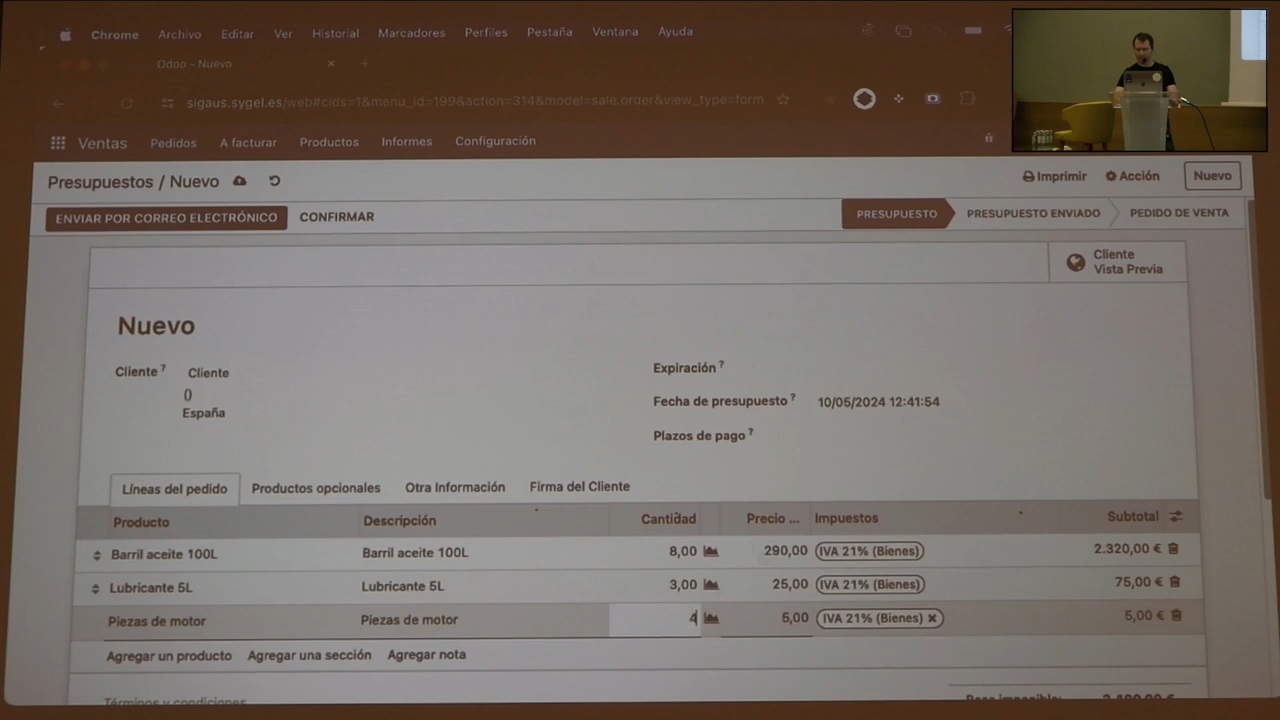 Chrome Archivo Editar Ver Historial Marcadores Perfiles Pestaña Ventana Ayuda
Odoo - Nuevo
sigaus.sygel.es/web#cids=1&menu_id=199&action=314&model=sale.order&view_type=form
Ventas Pedidos A facturar Productos Informes Configuración
Presupuestos / Nuevo Imprimir Acción Nuevo
ENVIAR POR CORREO ELECTRÓNICO CONFIRMAR PRESUPUESTO PRESUPUESTO ENVIADO PEDIDO DE VENTA
Cliente
Vista Previa
Nuevo
Cliente ? Cliente
()
España
Expiración ?
Fecha de presupuesto ? 10/05/2024 12:41:54
Plazos de pago ?
Líneas del pedido Productos opcionales Otra Información Firma del Cliente
Producto Descripción Cantidad Precio ... Impuestos Subtotal
Barril aceite 100L Barril aceite 100L 8,00 290,00 IVA 21% (Bienes) 2.320,00 €
Lubricante 5L Lubricante 5L 3,00 25,00 IVA 21% (Bienes) 75,00 €
Piezas de motor Piezas de motor 4 5,00 IVA 21% (Bienes) × 5,00 €
Agregar un producto Agregar una sección Agregar nota
Términos y condiciones